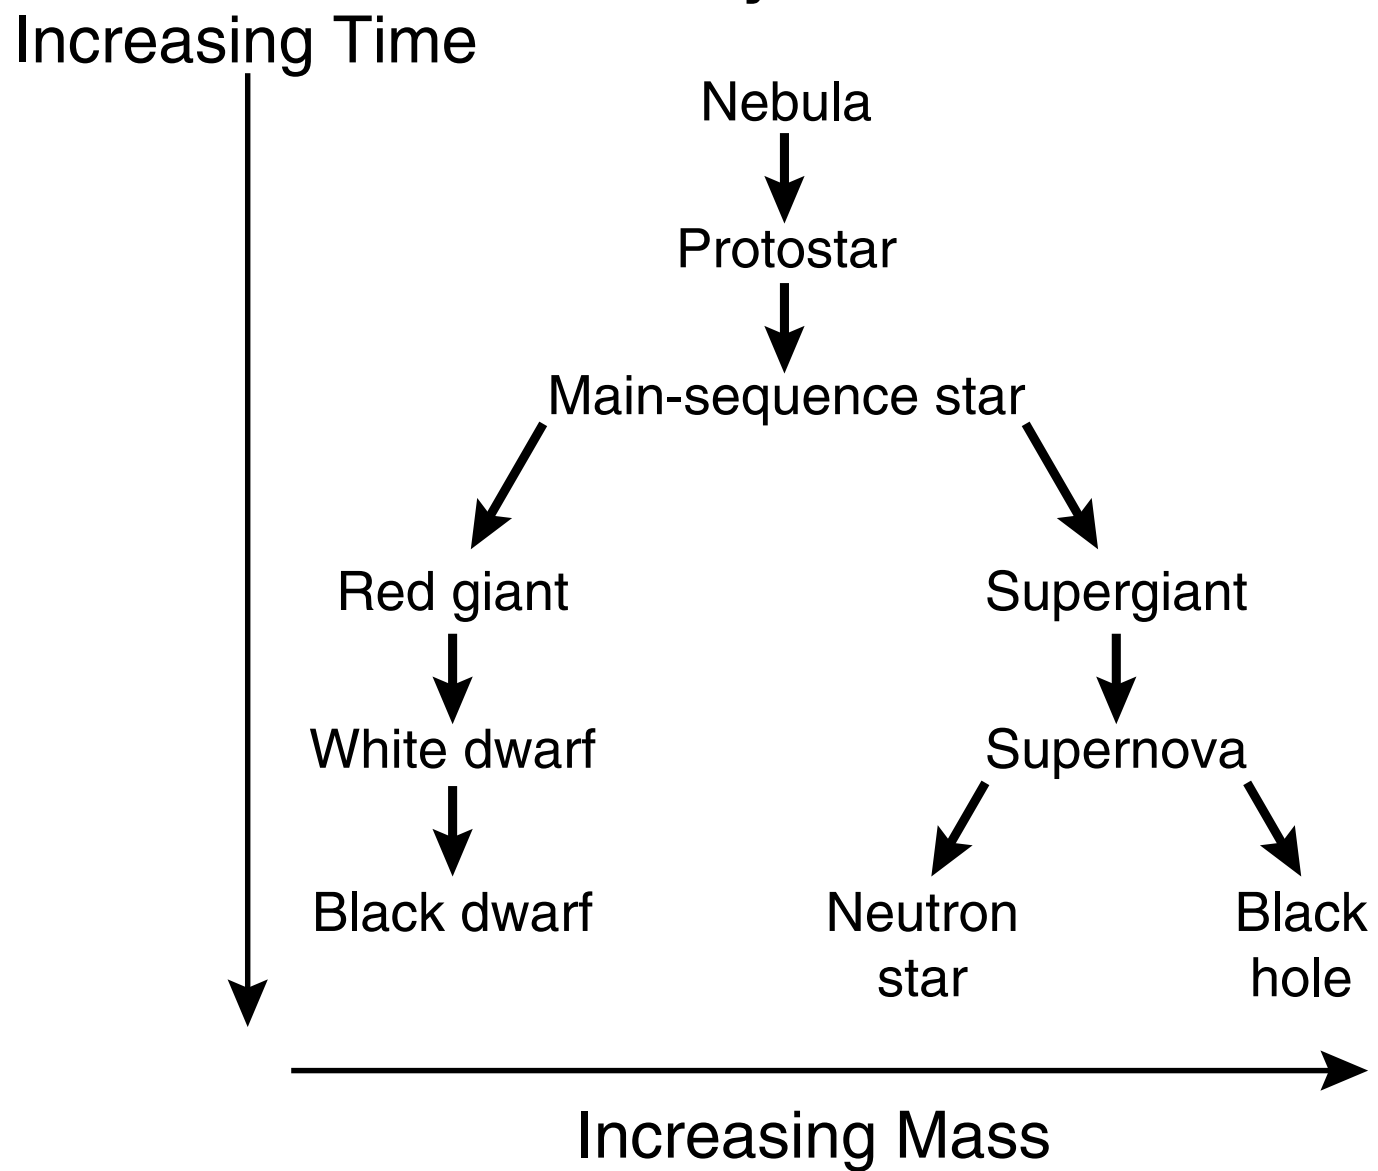 Increasing Time
Nebula
Protostar
Main-sequence star
Red giant
Supergiant
White dwarf
Supernova
Black dwarf
Neutron
star
Black
hole
Increasing Mass